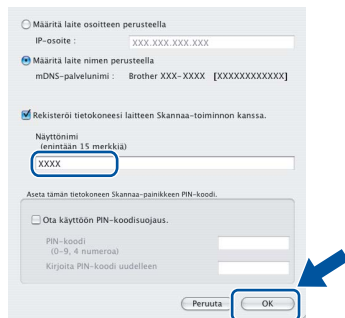 Määritä laite osoitteen perusteella
IP-osoite : XXX.XXX.XXX.XXX
Määritä laite nimen perusteella
mDNS-palvelunimi : Brother XXX-XXXX [XXXXXXXXXXXX]
Rekisteröi tietokoneesi laitteen Skannaa-toiminnon kanssa.
Näyttönimi
(enintään 15 merkkiä)
XXXX
Aseta tämän tietokoneen Skannaa-painikkeen PIN-koodi.
Ota käyttöön PIN-koodisuojaus.
PIN-koodi
(0-9, 4 numeroa)
Kirjoita PIN-koodi uudelleen
Peruuta OK